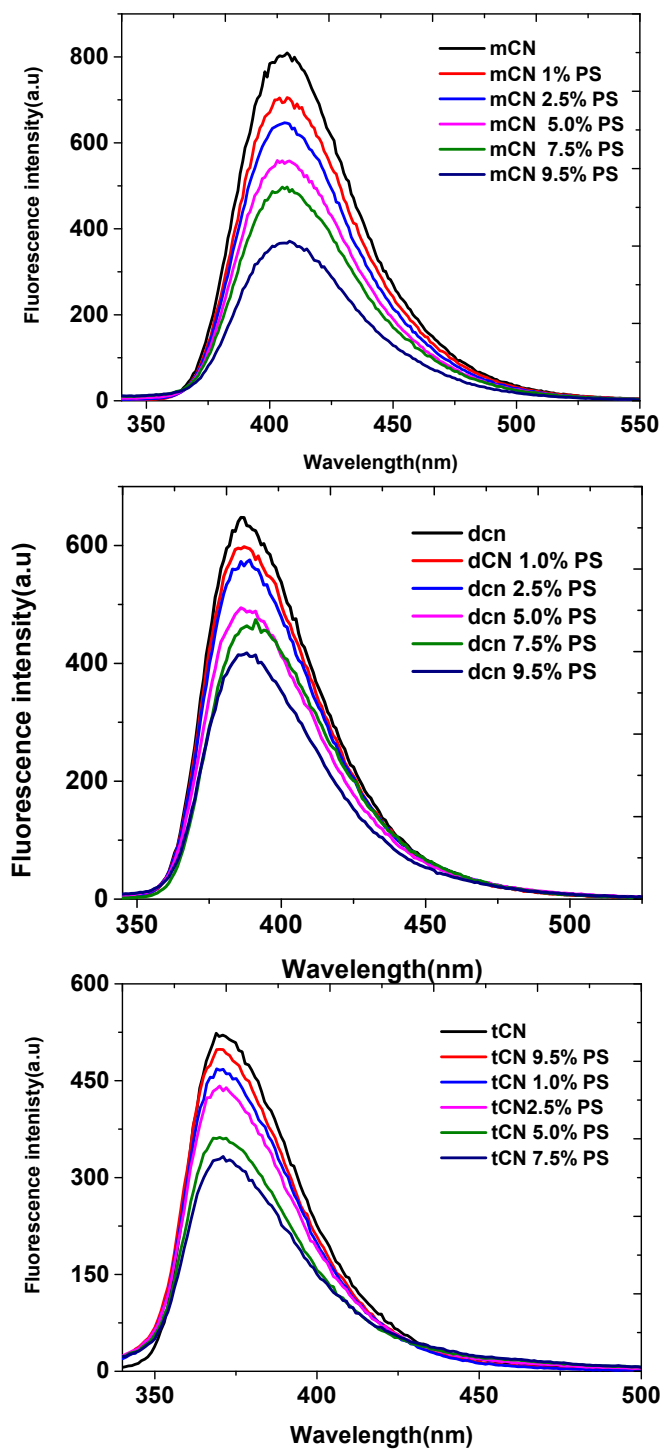 mCN
mCN 1% PS
mCN 2.5% PS
mCN 5.0% PS
mCN 7.5% PS
mCN 9.5% PS
Fluorescence intensity(a.u)
800
600
400
200
0
350 400 450 500 550
Wavelength(nm)
dcn
dCN 1.0% PS
dcn 2.5% PS
dcn 5.0% PS
dcn 7.5% PS
dcn 9.5% PS
Fluorescence intensity(a.u)
600
400
200
0
350 400 450 500
Wavelength(nm)
tCN
tCN 9.5% PS
tCN 1.0% PS
tCN2.5% PS
tCN 5.0% PS
tCN 7.5% PS
Fluorescence intenisty(a.u)
600
450
300
150
0
350 400 450 500
Wavelength(nm)